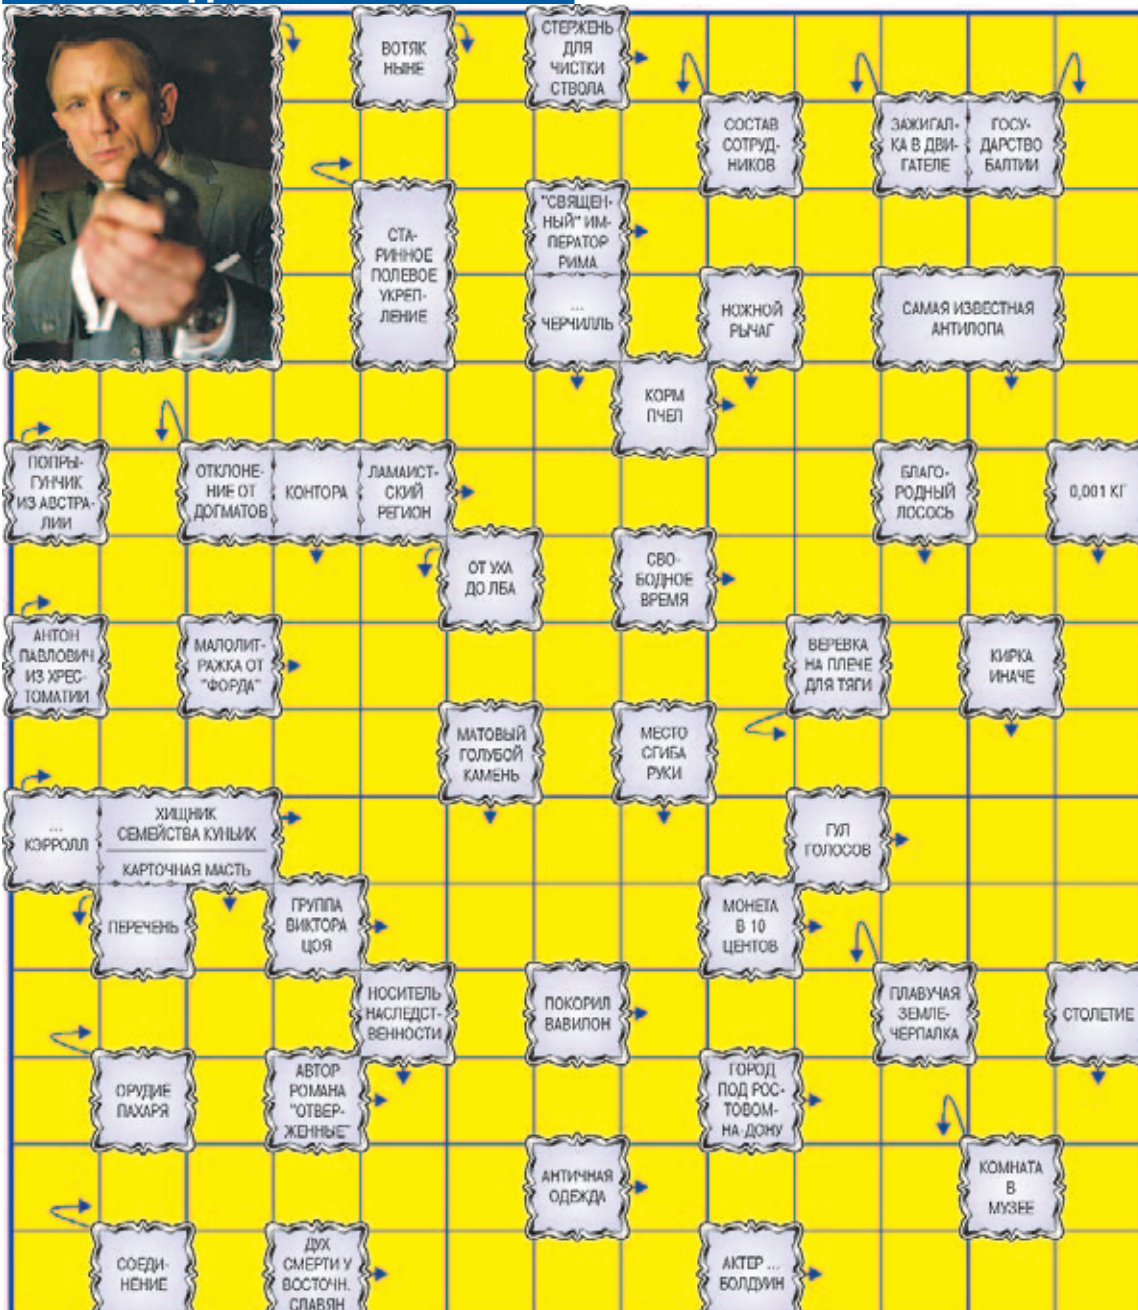 ВОТЯК
НЫНЕ
СТЕРЖЕНЬ
ДЛЯ
ЧИСТКИ
СТВОЛА
СОСТАВ
СОТРУД-
НИКОВ
ЗАЖИГАЛ-
КА В ДВИ-
ГАТЕЛЕ
ГОСУ-
ДАРСТВО
БАЛТИИ
СТА-
РИННОЕ
ПОЛЕВОЕ
УКРЕП-
ЛЕНИЕ
"СВЯЩЕН-
НЫЙ" ИМ-
ПЕРАТОР
РИМА
...
ЧЕРЧИЛЛЬ
НОЖНОЙ
РЫЧАГ
САМАЯ ИЗВЕСТНАЯ
АНТИЛОПА
КОРМ
ПЧЕЛ
ПОПРЫ-
ГУНЧИК
ИЗ АВСТРА-
ЛИИ
ОТКЛОНЕ-
НИЕ ОТ
ДОГМАТОВ
КОНТОРА
ЛАМАИСТ-
СКИЙ
РЕГИОН
БЛАГО-
РОДНЫЙ
ЛОСОСЬ
0,001 КГ
ОТ УХА
ДО ЛБА
СВО-
БОДНОЕ
ВРЕМЯ
АНТОН
ПАВЛОВИЧ
ИЗ ХРЕС-
ТОМАТИИ
МАЛОЛИТ-
РАЖКА ОТ
"ФОРДА"
ВЕРЕВКА
НА ПЛЕЧЕ
ДЛЯ ТЯГИ
КИРКА
ИНАЧЕ
МАТОВЫЙ
ГОЛУБОЙ
КАМЕНЬ
МЕСТО
СГИБА
РУКИ
...
КЭРРОЛЛ
ХИЩНИК
СЕМЕЙСТВА КУНЬИХ
КАРТОЧНАЯ МАСТЬ
ГУЛ
ГОЛОСОВ
ПЕРЕЧЕНЬ
ГРУППА
ВИКТОРА
ЦОЯ
МОНЕТА
В 10
ЦЕНТОВ
НОСИТЕЛЬ
НАСЛЕДСТ-
ВЕННОСТИ
ПОКОРИЛ
ВАВИЛОН
ПЛАВУЧАЯ
ЗЕМЛЕ-
ЧЕРПАЛКА
СТОЛЕТИЕ
ОРУДИЕ
ПАХАРЯ
АВТОР
РОМАНА
"ОТВЕР-
ЖЕННЫЕ"
ГОРОД
ПОД РОС-
ТОВОМ-
НА-ДОНУ
АНТИЧНАЯ
ОДЕЖДА
КОМНАТА
В
МУЗЕЕ
СОЕДИ-
НЕНИЕ
ДУХ
СМЕРТИ У
ВОСТОЧН.
СЛАВЯН
АКТЕР ...
БОЛДУИН